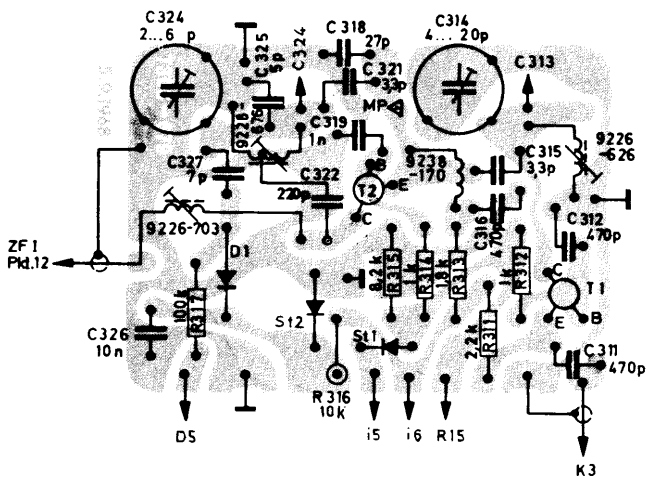 C324
2...6 p
C325
5p
C324
C318
27p
C321
3,3p
MP
C314
4...20p
C313
9226-
-676
C319
1n
9226
-626
C327
7p
C322
220p
B
T2
E
C
9238
-170
C315
3,3p
C316
470p
C312
470p
9226-703
ZF I
Pkt.12
D1
100k
R317
8,2k
R315
1k
R314
1,8k
R313
1k
R312
C
T1
E
B
St2
C326
10n
St1
2,2k
R311
C311
470p
R316
10k
D5
i5
i6
R15
K3